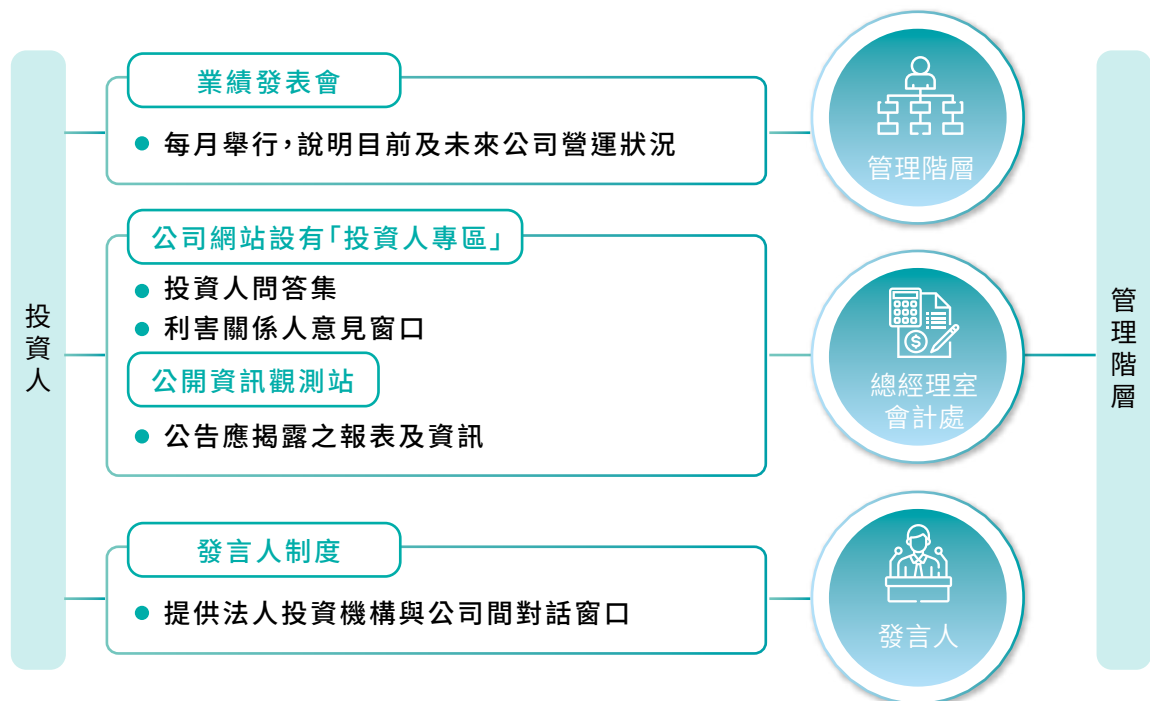 投資人
業績發表會
每月舉行，說明目前及未來公司營運狀況
管理階層
公司網站設有「投資人專區」
投資人問答集
利害關係人意見窗口
公開資訊觀測站
公告應揭露之報表及資訊
總經理室
會計處
發言人制度
提供法人投資機構與公司間對話窗口
發言人
管理階層